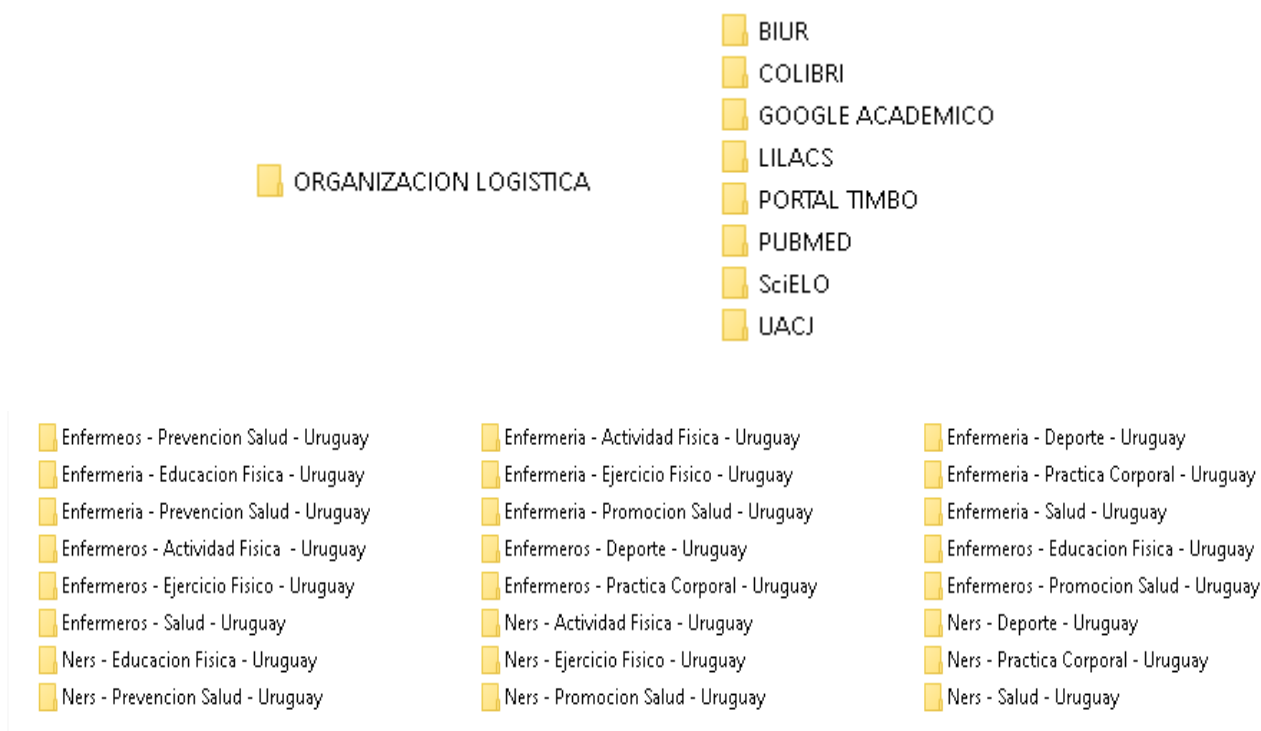 ORGANIZACION LOGISTICA
BIUR
COLIBRI
GOOGLE ACADEMICO
LILACS
PORTAL TIMBO
PUBMED
SciELO
UACJ
Enfermeos - Prevencion Salud - Uruguay
Enfermeria - Actividad Fisica - Uruguay
Enfermeria - Deporte - Uruguay
Enfermeria - Educacion Fisica - Uruguay
Enfermeria - Ejercicio Fisico - Uruguay
Enfermeria - Practica Corporal - Uruguay
Enfermeria - Prevencion Salud - Uruguay
Enfermeria - Promocion Salud - Uruguay
Enfermeria - Salud - Uruguay
Enfermeros - Actividad Fisica  - Uruguay
Enfermeros - Deporte - Uruguay
Enfermeros - Educacion Fisica - Uruguay
Enfermeros - Ejercicio Fisico - Uruguay
Enfermeros - Practica Corporal - Uruguay
Enfermeros - Promocion Salud - Uruguay
Enfermeros - Salud - Uruguay
Ners - Actividad Fisica - Uruguay
Ners - Deporte - Uruguay
Ners - Educacion Fisica - Uruguay
Ners - Ejercicio Fisico - Uruguay
Ners - Practica Corporal - Uruguay
Ners - Prevencion Salud - Uruguay
Ners - Promocion Salud - Uruguay
Ners - Salud - Uruguay